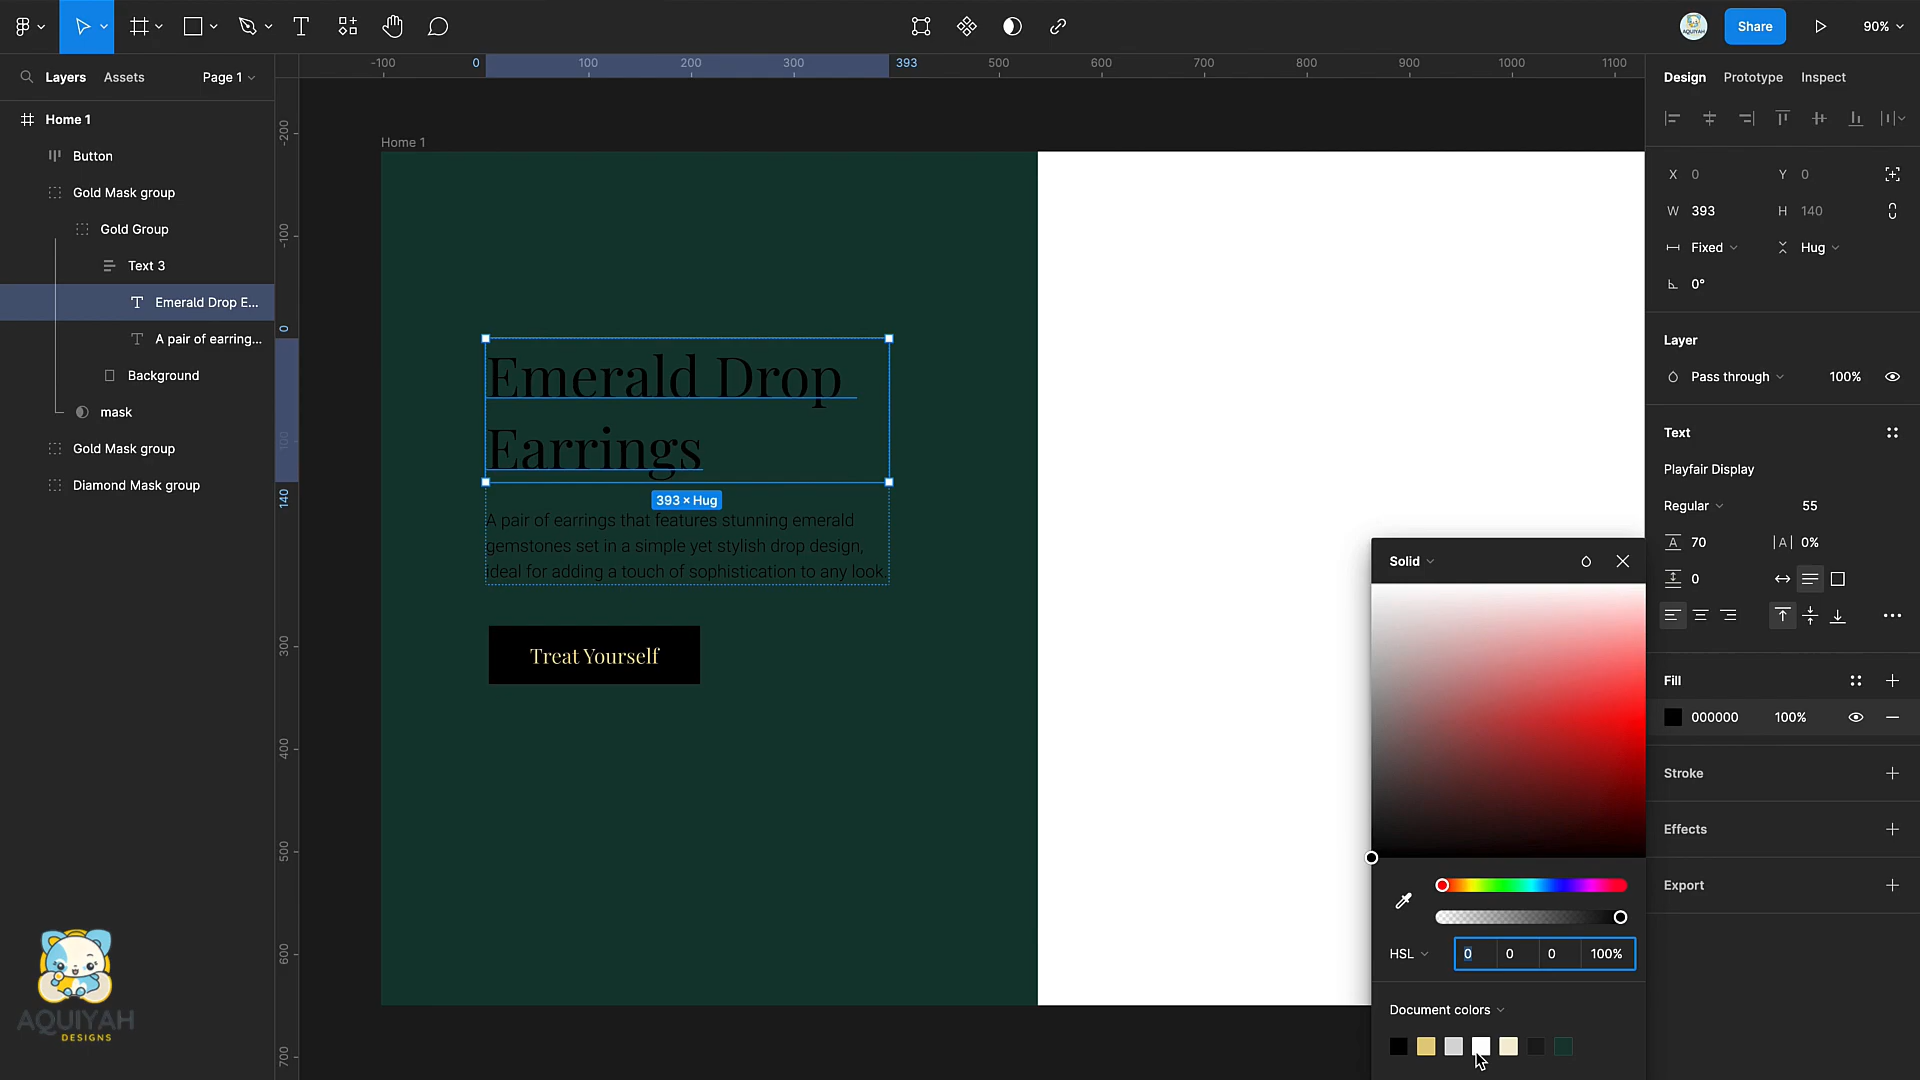 Share
90%
Layers
Assets
Page 1
-100
0
100
200
300
393
500
600
700
800
900
1000
1100
Design
Prototype
Inspect
Home 1
Button
Gold Mask group
Gold Group
Text 3
Emerald Drop E...
A pair of earring...
Background
mask
Gold Mask group
Diamond Mask group
-200
-100
0
100
140
300
400
500
600
700
Home 1
Emerald Drop
Earrings
393 × Hug
A pair of earrings that features stunning emerald
gemstones set in a simple yet stylish drop design,
ideal for adding a touch of sophistication to any look.
Treat Yourself
X 0
Y 0
W 393
H 140
Fixed
Hug
0°
Layer
Pass through
100%
Text
Playfair Display
Regular
55
A 70
|A| 0%
0
Fill
000000
100%
Stroke
Effects
Export
Solid
HSL
0
0
0
100%
Document colors
AQUIYAH
DESIGNS